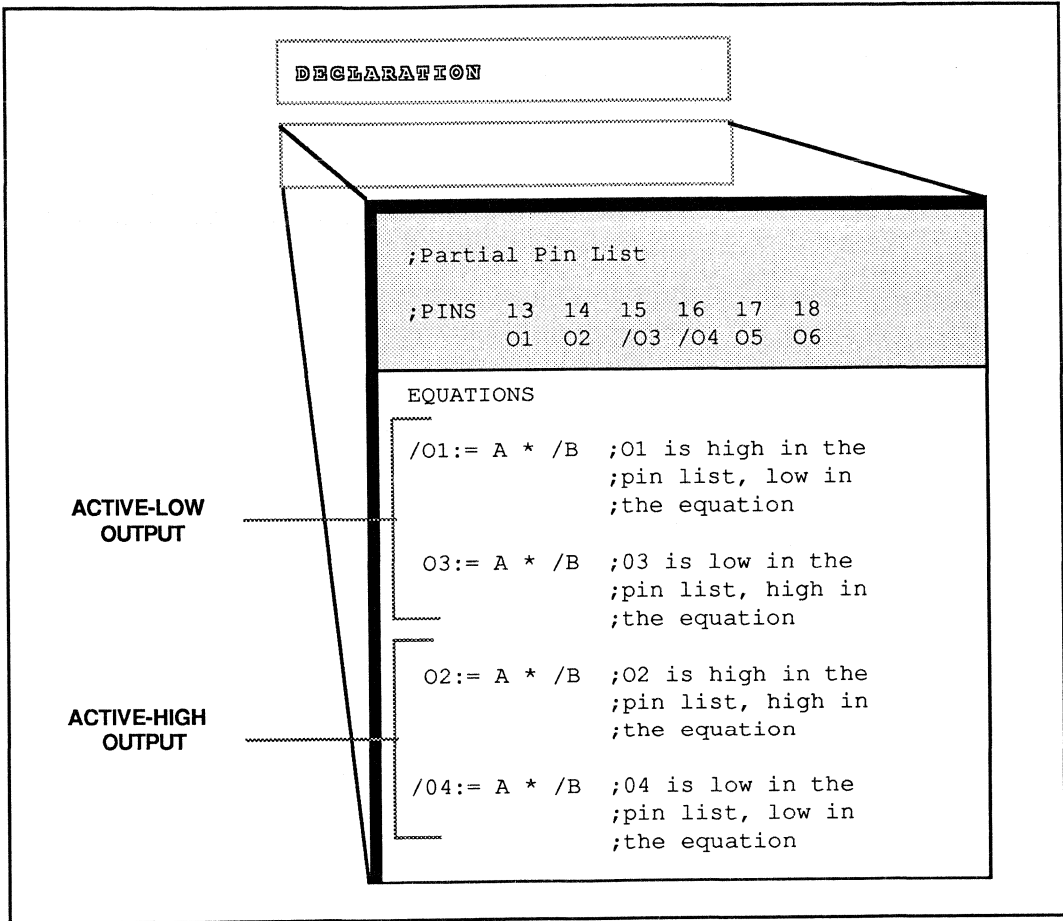 DECLARATION
;Partial Pin List
;PINS 13 14 15 16 17 18
O1 O2 /O3 /O4 O5 O6
EQUATIONS
/O1:= A * /B ;O1 is high in the
;pin list, low in
;the equation
ACTIVE-LOW
OUTPUT
O3:= A * /B ;03 is low in the
;pin list, high in
;the equation
O2:= A * /B ;O2 is high in the
;pin list, high in
;the equation
ACTIVE-HIGH
OUTPUT
/04:= A * /B ;04 is low in the
;pin list, low in
;the equation